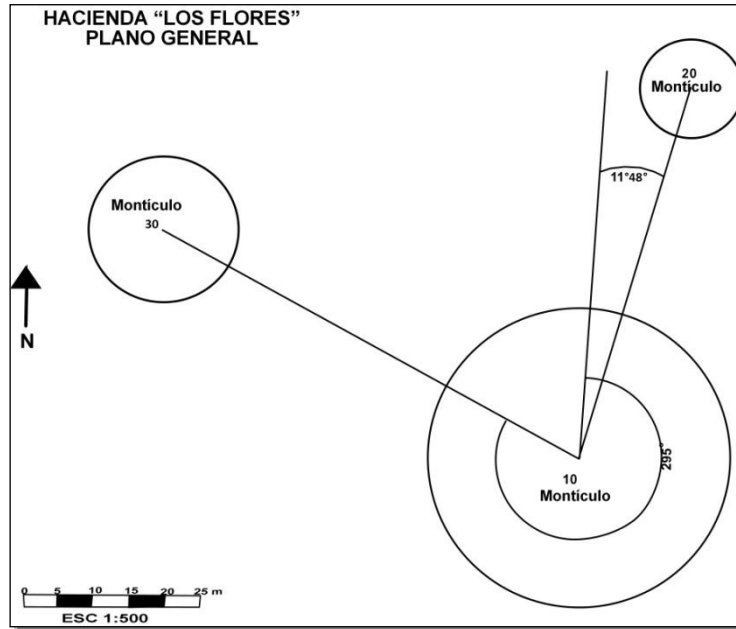 HACIENDA “LOS FLORES”
PLANO GENERAL
20
Montículo
11°48°
Montículo
30
N
295°
10
Montículo
0 5 10 15 20 25 m
ESC 1:500